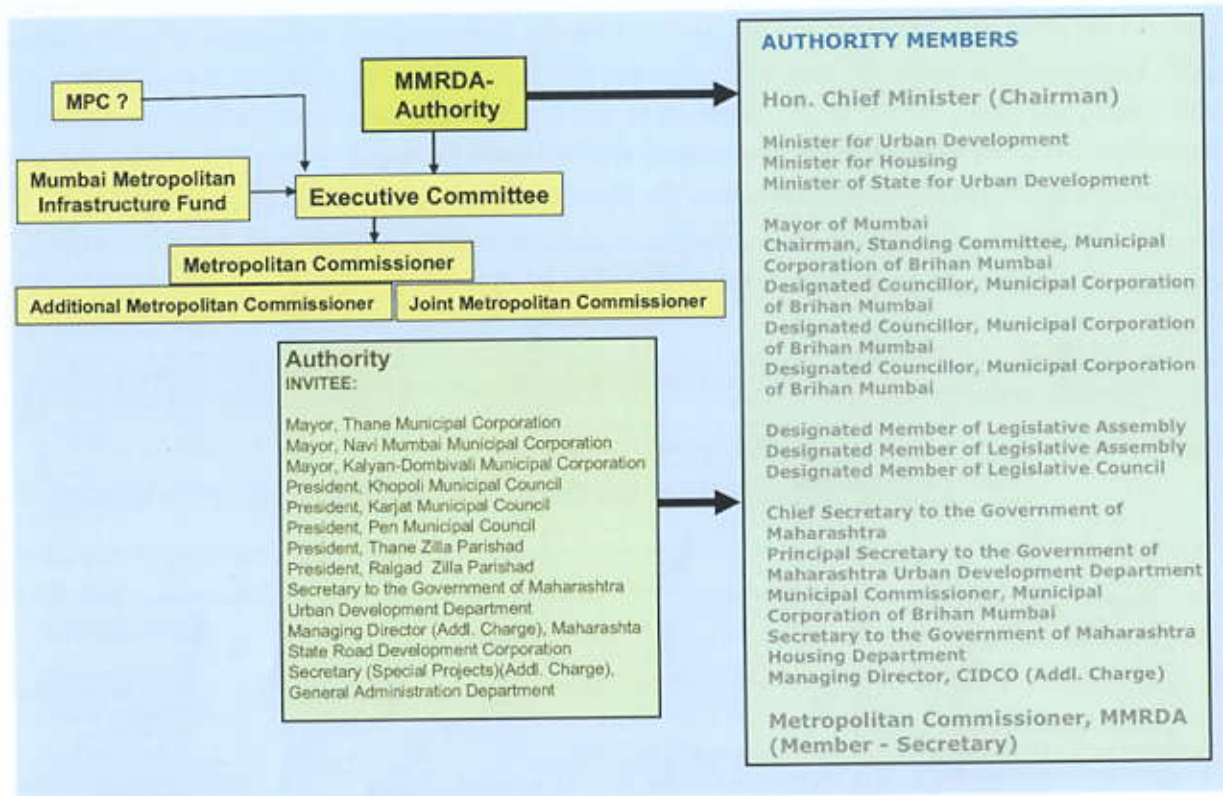 MPC ?
MMRDA-
Authority
Mumbai Metropolitan
Infrastructure Fund
Executive Committee
Metropolitan Commissioner
Additional Metropolitan Commissioner
Joint Metropolitan Commissioner
Authority
INVITEE:
Mayor, Thane Municipal Corporation
Mayor, Navi Mumbai Municipal Corporation
Mayor, Kalyan-Dombivali Municipal Corporation
President, Khopoli Municipal Council
President, Karjat Municipal Council
President, Pen Municipal Council
President, Thane Zilla Parishad
President, Raigad Zilla Parishad
Secretary to the Government of Maharashtra
Urban Development Department
Managing Director (Addl. Charge), Maharashta
State Road Development Corporation
Secretary (Special Projects)(Addl. Charge),
General Administration Department
AUTHORITY MEMBERS
Hon. Chief Minister (Chairman)
Minister for Urban Development
Minister for Housing
Minister of State for Urban Development
Mayor of Mumbai
Chairman, Standing Committee, Municipal
Corporation of Brihan Mumbai
Designated Councillor, Municipal Corporation
of Brihan Mumbai
Designated Councillor, Municipal Corporation
of Brihan Mumbai
Designated Councillor, Municipal Corporation
of Brihan Mumbai
Designated Member of Legislative Assembly
Designated Member of Legislative Assembly
Designated Member of Legislative Council
Chief Secretary to the Government of
Maharashtra
Principal Secretary to the Government of
Maharashtra Urban Development Department
Municipal Commissioner, Municipal
Corporation of Brihan Mumbai
Secretary to the Government of Maharashtra
Housing Department
Managing Director, CIDCO (Addl. Charge)
Metropolitan Commissioner, MMRDA
(Member - Secretary)